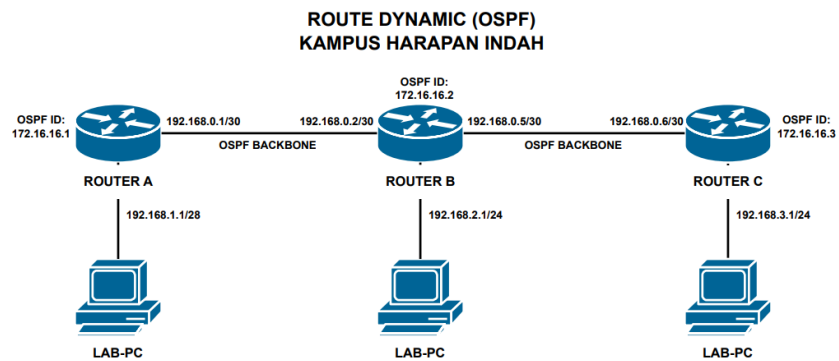 ROUTE DYNAMIC (OSPF)
KAMPUS HARAPAN INDAH
OSPF ID:
172.16.16.2
OSPF ID:
172.16.16.1
192.168.0.1/30
192.168.0.2/30
192.168.0.5/30
192.168.0.6/30
OSPF ID:
172.16.16.3
OSPF BACKBONE
OSPF BACKBONE
ROUTER A
ROUTER B
ROUTER C
192.168.1.1/28
192.168.2.1/24
192.168.3.1/24
LAB-PC
LAB-PC
LAB-PC